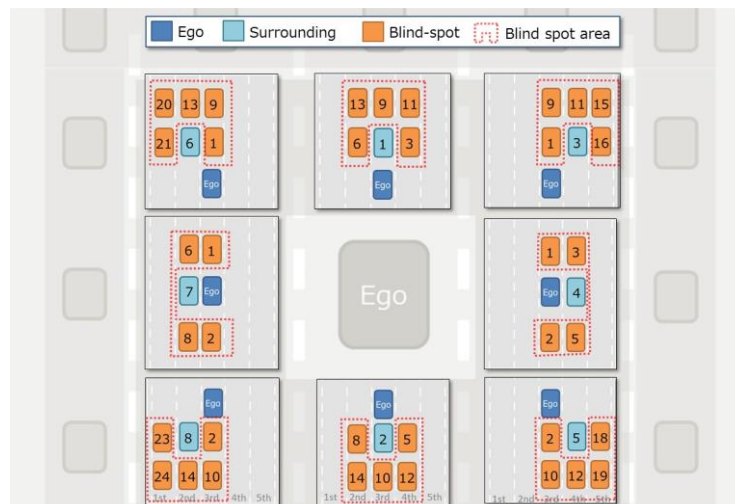 Ego Surrounding Blind-spot Blind spot area
20 13 9
21 6 1
Ego
13 9 11
6 1 3
Ego
9 11 15
1 3 16
Ego
6 1
7 Ego
8 2
Ego
1 3
Ego 4
2 5
Ego
23 8 2
24 14 10
1st 2nd 3rd 4th 5th
Ego
8 2 5
14 10 12
1st 2nd 3rd 4th 5th
Ego
2 5 18
10 12 19
1st 2nd 3rd 4th 5th